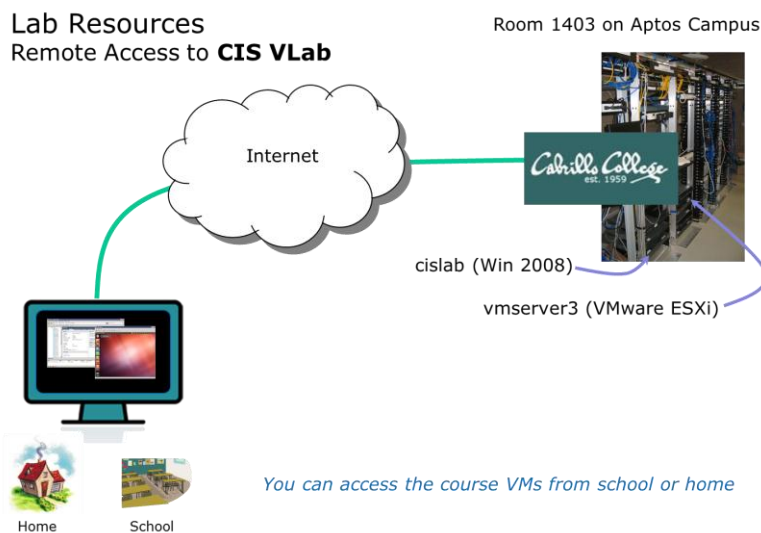 Lab Resources
Remote Access to CIS VLab
Room 1403 on Aptos Campus
Internet
Cabrillo College
est. 1959
cislab (Win 2008)
vmserver3 (VMware ESXi)
You can access the course VMs from school or home
Home
School